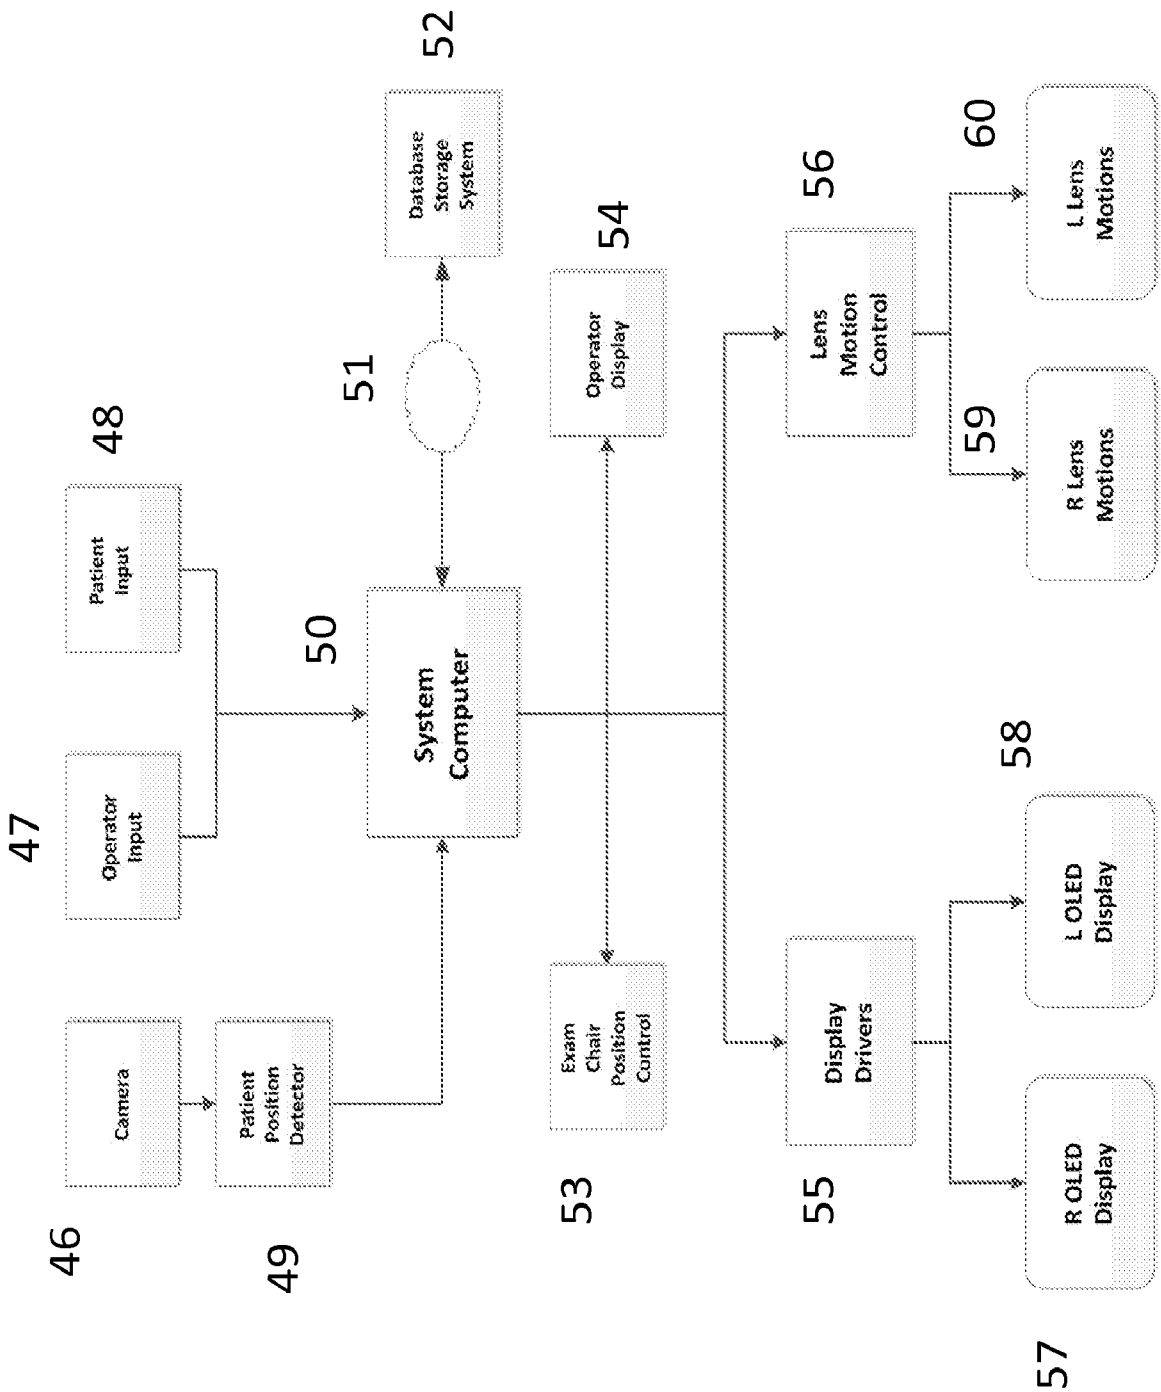 46
Camera
47
Operator
Input
48
Patient
Input
49
Patient
Position
Detector
50
System
Computer
51
52
Database
Storage
System
53
Exam
Chair
Position
Control
54
Operator
Display
55
Display
Drivers
56
Lens
Motion
Control
57
R OLED
Display
58
L OLED
Display
59
R Lens
Motions
60
L Lens
Motions